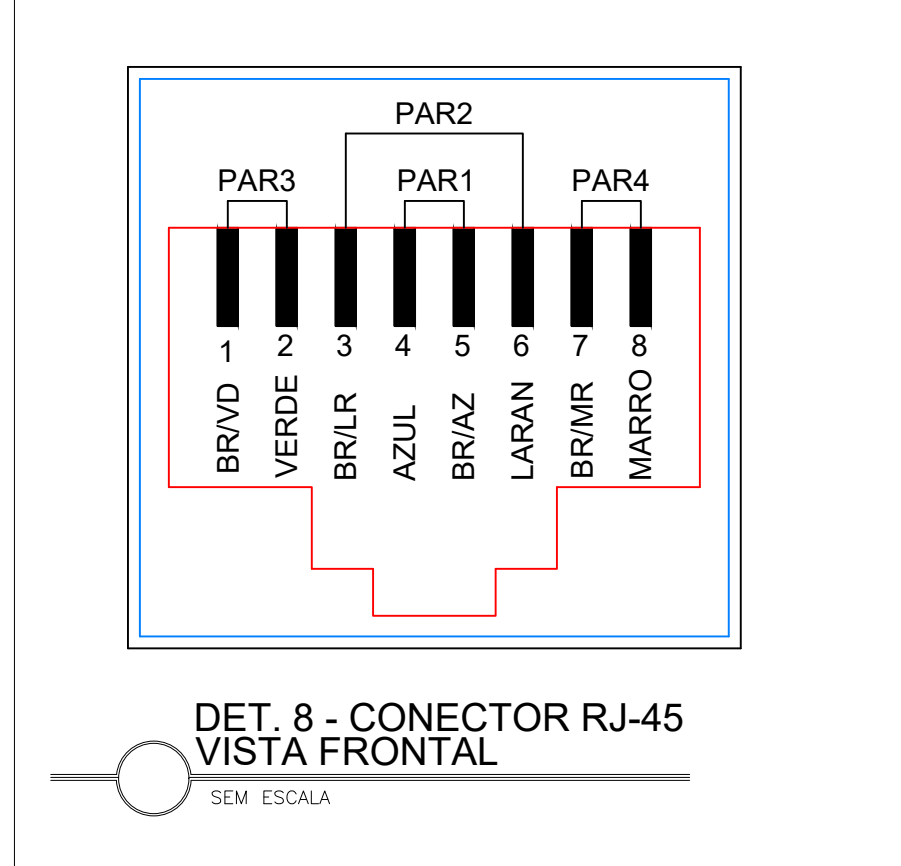 PAR2
PAR3 PAR1 PAR4
1 2 3 4 5 6 7 8
BR/VD
VERDE
BR/LR
AZUL
BR/AZ
LARAN
BR/MR
MARRO
DET. 8 - CONECTOR RJ-45
VISTA FRONTAL
SEM ESCALA